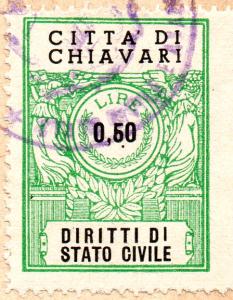 CITTA' DI
CHIAVARI
LIRE
0,50
DIRITTI DI
STATO CIVILE